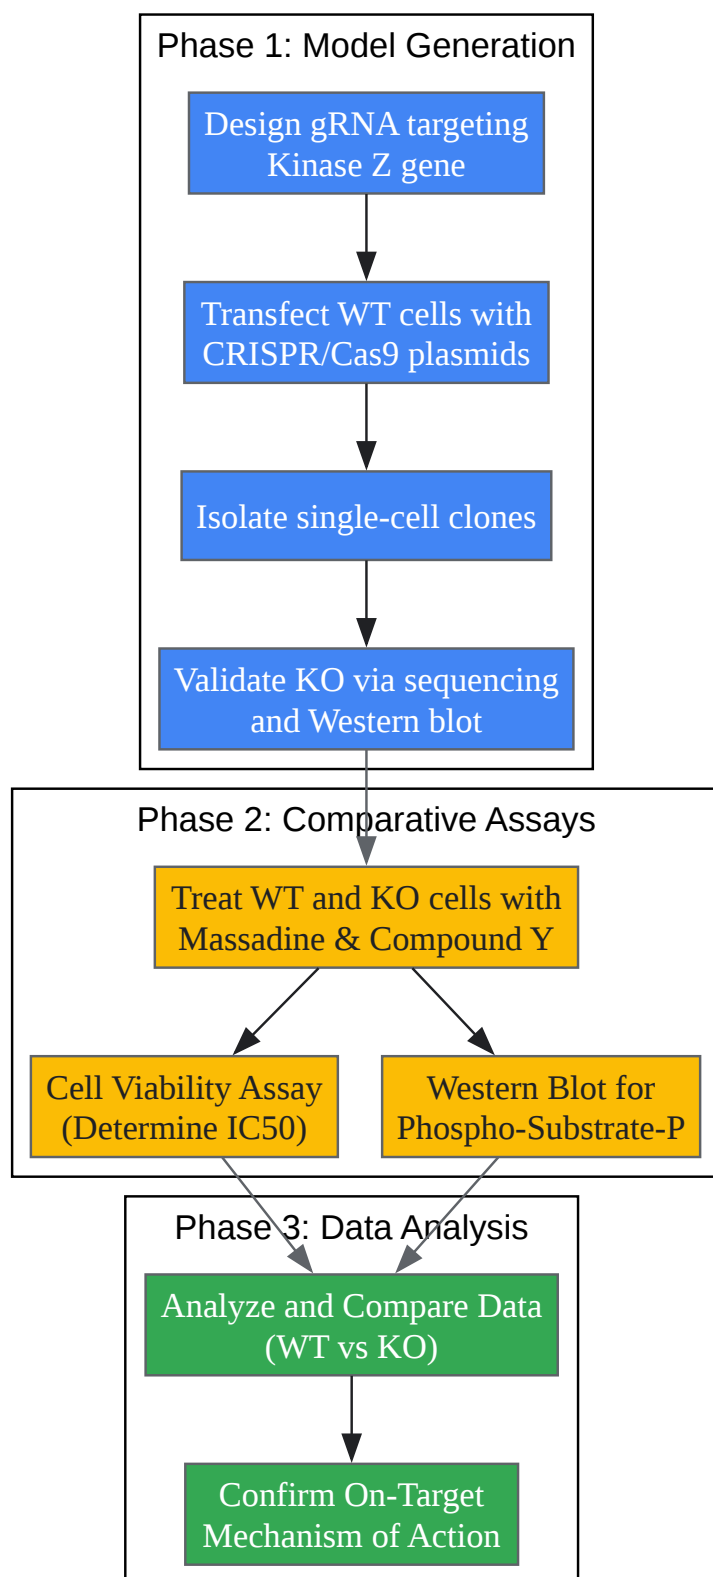 Phase 1: Model Generation
Design gRNA targeting
Kinase Z gene
Transfect WT cells with
CRISPR/Cas9 plasmids
Isolate single-cell clones
Validate KO via sequencing
and Western blot
Phase 2: Comparative Assays
Treat WT and KO cells with
Massadine & Compound Y
Cell Viability Assay
(Determine IC50)
Western Blot for
Phospho-Substrate-P
Phase 3: Data Analysis
Analyze and Compare Data
(WT vs KO)
Confirm On-Target
Mechanism of Action